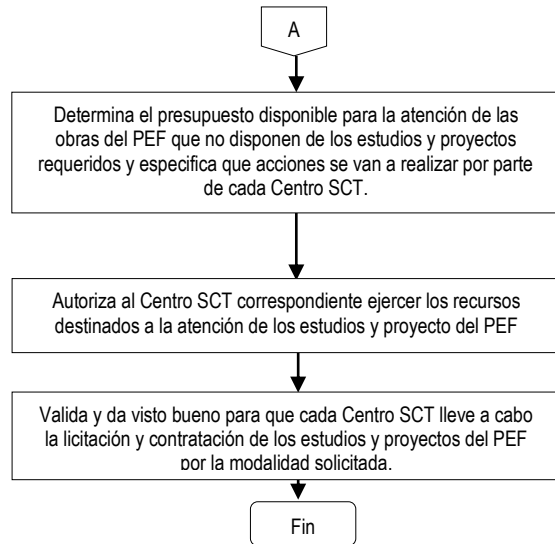 A
Determina el presupuesto disponible para la atención de las
obras del PEF que no disponen de los estudios y proyectos
requeridos y especifica que acciones se van a realizar por parte
de cada Centro SCT.
Autoriza al Centro SCT correspondiente ejercer los recursos
destinados a la atención de los estudios y proyecto del PEF
Valida y da visto bueno para que cada Centro SCT lleve a cabo
la licitación y contratación de los estudios y proyectos del PEF
por la modalidad solicitada.
Fin